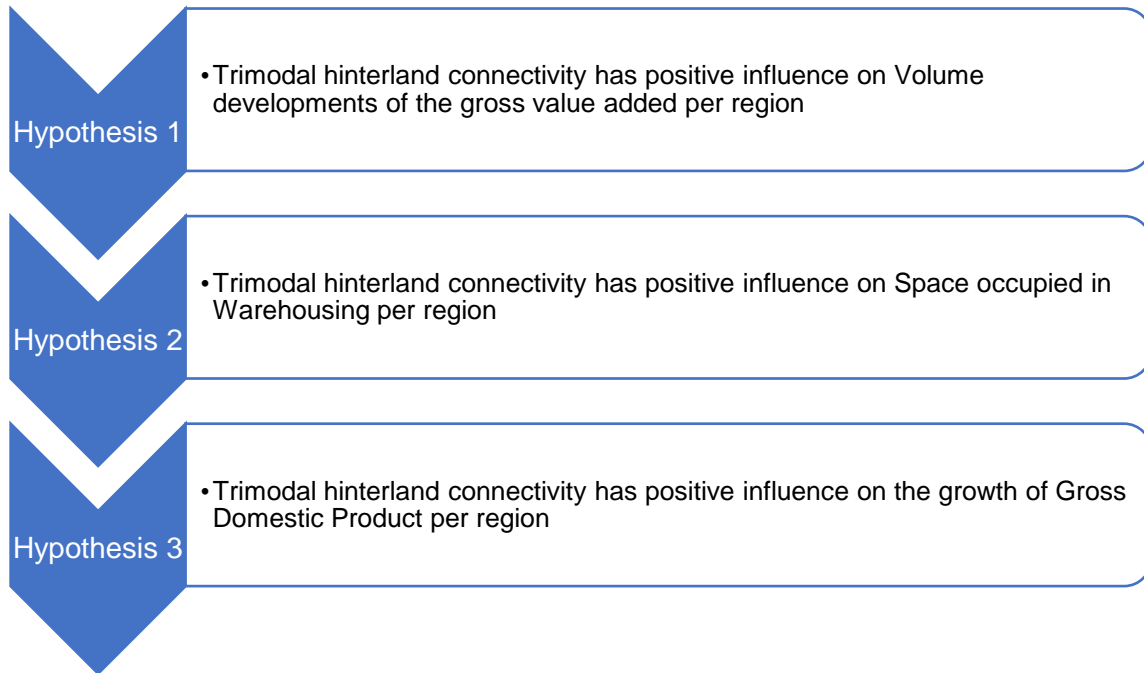 Hypothesis 1
•Trimodal hinterland connectivity has positive influence on Volume
developments of the gross value added per region
Hypothesis 2
•Trimodal hinterland connectivity has positive influence on Space occupied in
Warehousing per region
Hypothesis 3
•Trimodal hinterland connectivity has positive influence on the growth of Gross
Domestic Product per region